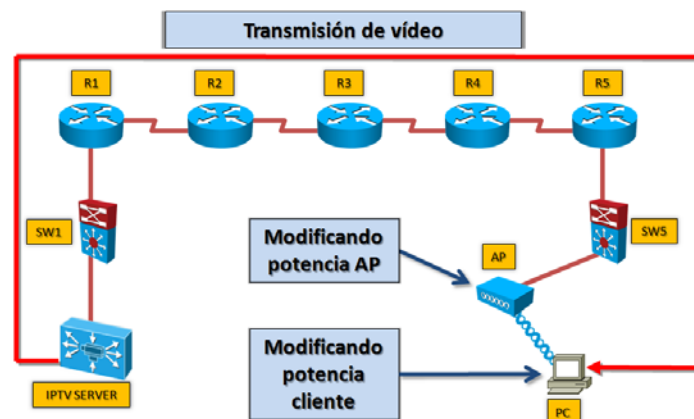 Transmisión de vídeo
R1
R2
R3
R4
R5
SW1
SW5
Modificando
potencia AP
AP
Modificando
potencia
cliente
IPTV SERVER
PC